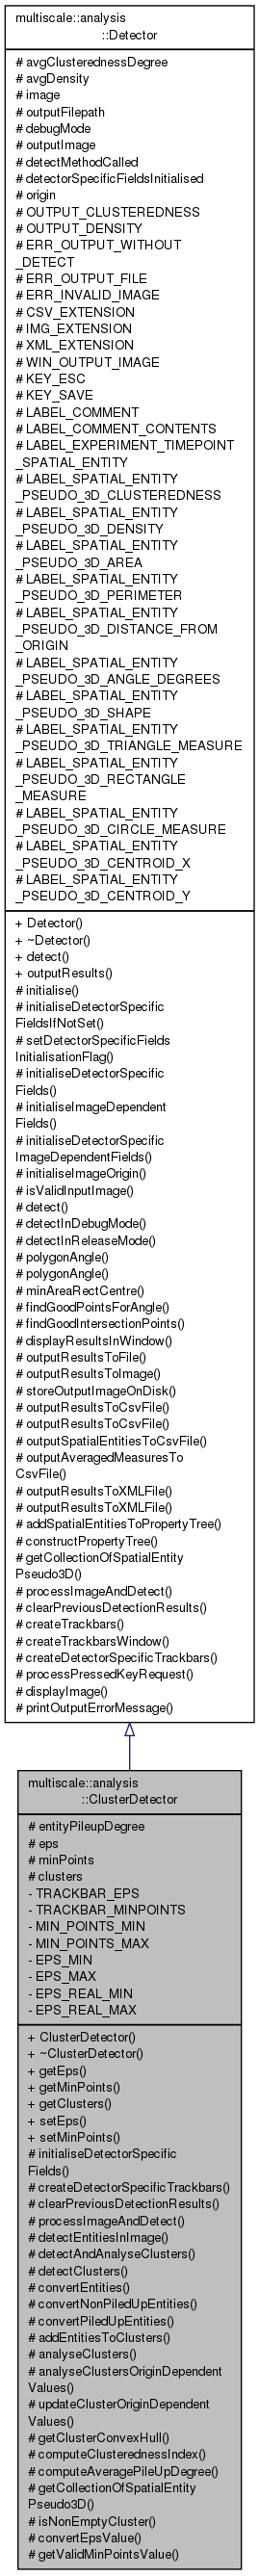 multiscale::analysis
::Detector
# avgClusterednessDegree
# avgDensity
# image
# outputFilepath
# debugMode
# outputImage
# detectMethodCalled
# detectorSpecificFieldsInitialised
# origin
# OUTPUT_CLUSTEREDNESS
# OUTPUT_DENSITY
# ERR_OUTPUT_WITHOUT
_DETECT
# ERR_OUTPUT_FILE
# ERR_INVALID_IMAGE
# CSV_EXTENSION
# IMG_EXTENSION
# XML_EXTENSION
# WIN_OUTPUT_IMAGE
# KEY_ESC
# KEY_SAVE
# LABEL_COMMENT
# LABEL_COMMENT_CONTENTS
# LABEL_EXPERIMENT_TIMEPOINT
_SPATIAL_ENTITY
# LABEL_SPATIAL_ENTITY
_PSEUDO_3D_CLUSTEREDNESS
# LABEL_SPATIAL_ENTITY
_PSEUDO_3D_DENSITY
# LABEL_SPATIAL_ENTITY
_PSEUDO_3D_AREA
# LABEL_SPATIAL_ENTITY
_PSEUDO_3D_PERIMETER
# LABEL_SPATIAL_ENTITY
_PSEUDO_3D_DISTANCE_FROM
_ORIGIN
# LABEL_SPATIAL_ENTITY
_PSEUDO_3D_ANGLE_DEGREES
# LABEL_SPATIAL_ENTITY
_PSEUDO_3D_SHAPE
# LABEL_SPATIAL_ENTITY
_PSEUDO_3D_TRIANGLE_MEASURE
# LABEL_SPATIAL_ENTITY
_PSEUDO_3D_RECTANGLE
_MEASURE
# LABEL_SPATIAL_ENTITY
_PSEUDO_3D_CIRCLE_MEASURE
# LABEL_SPATIAL_ENTITY
_PSEUDO_3D_CENTROID_X
# LABEL_SPATIAL_ENTITY
_PSEUDO_3D_CENTROID_Y
+ Detector()
+ ~Detector()
+ detect()
+ outputResults()
# initialise()
# initialiseDetectorSpecific
FieldsIfNotSet()
# setDetectorSpecificFields
InitialisationFlag()
# initialiseDetectorSpecific
Fields()
# initialiseImageDependent
Fields()
# initialiseDetectorSpecific
ImageDependentFields()
# initialiseImageOrigin()
# isValidInputImage()
# detect()
# detectInDebugMode()
# detectInReleaseMode()
# polygonAngle()
# polygonAngle()
# minAreaRectCentre()
# findGoodPointsForAngle()
# findGoodIntersectionPoints()
# displayResultsInWindow()
# outputResultsToFile()
# outputResultsToImage()
# storeOutputImageOnDisk()
# outputResultsToCsvFile()
# outputResultsToCsvFile()
# outputSpatialEntitiesToCsvFile()
# outputAveragedMeasuresTo
CsvFile()
# outputResultsToXMLFile()
# outputResultsToXMLFile()
# addSpatialEntitiesToPropertyTree()
# constructPropertyTree()
# getCollectionOfSpatialEntity
Pseudo3D()
# processImageAndDetect()
# clearPreviousDetectionResults()
# createTrackbars()
# createTrackbarsWindow()
# createDetectorSpecificTrackbars()
# processPressedKeyRequest()
# displayImage()
# printOutputErrorMessage()
multiscale::analysis
::ClusterDetector
# entityPileupDegree
# eps
# minPoints
# clusters
- TRACKBAR_EPS
- TRACKBAR_MINPOINTS
- MIN_POINTS_MIN
- MIN_POINTS_MAX
- EPS_MIN
- EPS_MAX
- EPS_REAL_MIN
- EPS_REAL_MAX
+ ClusterDetector()
+ ~ClusterDetector()
+ getEps()
+ getMinPoints()
+ getClusters()
+ setEps()
+ setMinPoints()
# initialiseDetectorSpecific
Fields()
# createDetectorSpecificTrackbars()
# clearPreviousDetectionResults()
# processImageAndDetect()
# detectEntitiesInImage()
# detectAndAnalyseClusters()
# detectClusters()
# convertEntities()
# convertNonPiledUpEntities()
# convertPiledUpEntities()
# addEntitiesToClusters()
# analyseClusters()
# analyseClustersOriginDependent
Values()
# updateClusterOriginDependent
Values()
# getClusterConvexHull()
# computeClusterednessIndex()
# computeAveragePileUpDegree()
# getCollectionOfSpatialEntity
Pseudo3D()
# isNonEmptyCluster()
# convertEpsValue()
# getValidMinPointsValue()